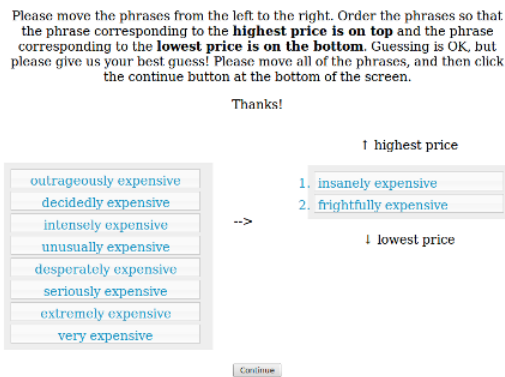 Please move the phrases from the left to the right. Order the phrases so that
the phrase corresponding to the highest price is on top and the phrase
corresponding to the lowest price is on the bottom. Guessing is OK, but
please give us your best guess! Please move all of the phrases, and then click
the continue button at the bottom of the screen.
Thanks!
↑ highest price
outrageously expensive
decidedly expensive
intensely expensive
unusually expensive
desperately expensive
seriously expensive
extremely expensive
very expensive
-->
1. insanely expensive
2. frightfully expensive
↓ lowest price
Continue